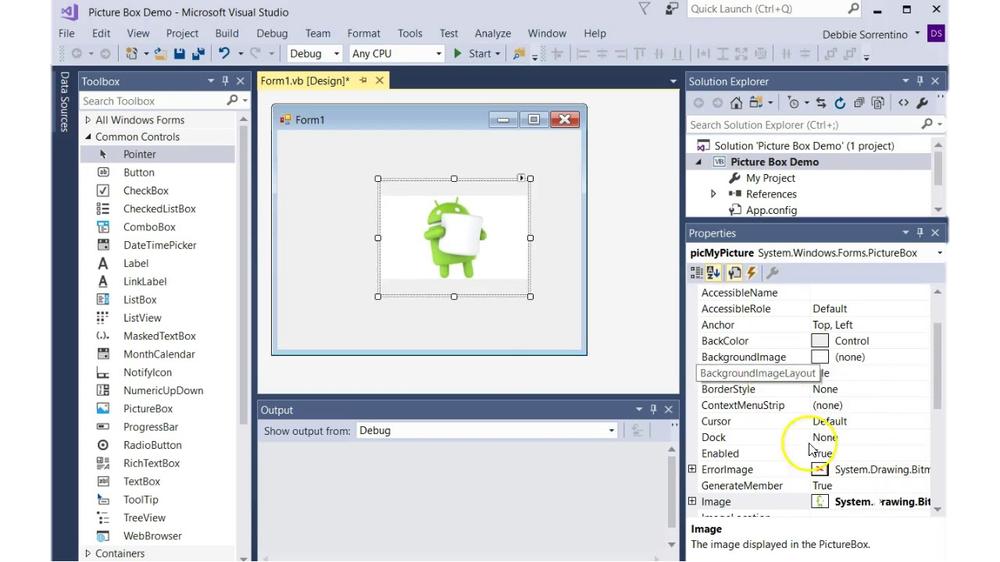 Picture Box Demo - Microsoft Visual Studio
Quick Launch (Ctrl+Q)
File Edit View Project Build Debug Team Format Tools Test Analyze Window Help
Debbie Sorrentino DS
Debug Any CPU Start
Data Sources
Toolbox
Search Toolbox
All Windows Forms
Common Controls
Pointer
Button
CheckBox
CheckedListBox
ComboBox
DateTimePicker
Label
LinkLabel
ListBox
ListView
MaskedTextBox
MonthCalendar
NotifyIcon
NumericUpDown
PictureBox
ProgressBar
RadioButton
RichTextBox
TextBox
ToolTip
TreeView
WebBrowser
Containers
Form1.vb [Design]*
Form1
Output
Show output from: Debug
Solution Explorer
Search Solution Explorer (Ctrl+;)
Solution 'Picture Box Demo' (1 project)
VB Picture Box Demo
My Project
References
App.config
Properties
picMyPicture System.Windows.Forms.PictureBox
AccessibleName
AccessibleRole Default
Anchor Top, Left
BackColor Control
BackgroundImage (none)
BackgroundImageLayout
BorderStyle None
ContextMenuStrip (none)
Cursor Default
Dock None
Enabled True
ErrorImage System.Drawing.Bitm
GenerateMember True
Image
Image
The image displayed in the PictureBox.